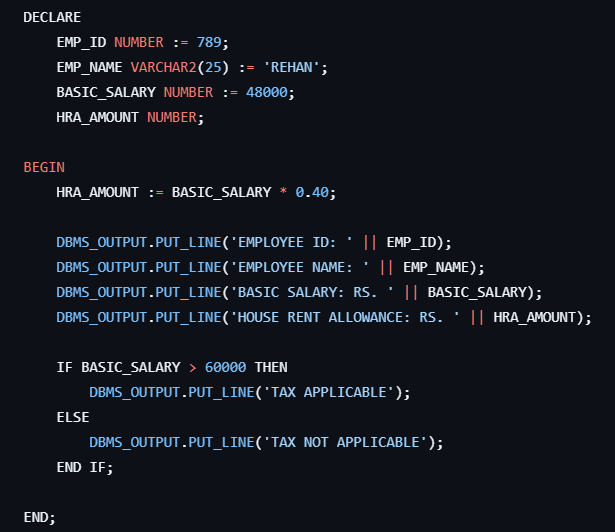 DECLARE
    EMP_ID NUMBER := 789;
    EMP_NAME VARCHAR2(25) := 'REHAN';
    BASIC_SALARY NUMBER := 48000;
    HRA_AMOUNT NUMBER;

BEGIN
    HRA_AMOUNT := BASIC_SALARY * 0.40;

    DBMS_OUTPUT.PUT_LINE('EMPLOYEE ID: ' || EMP_ID);
    DBMS_OUTPUT.PUT_LINE('EMPLOYEE NAME: ' || EMP_NAME);
    DBMS_OUTPUT.PUT_LINE('BASIC SALARY: RS. ' || BASIC_SALARY);
    DBMS_OUTPUT.PUT_LINE('HOUSE RENT ALLOWANCE: RS. ' || HRA_AMOUNT);

    IF BASIC_SALARY > 60000 THEN
        DBMS_OUTPUT.PUT_LINE('TAX APPLICABLE');
    ELSE
        DBMS_OUTPUT.PUT_LINE('TAX NOT APPLICABLE');
    END IF;

END;